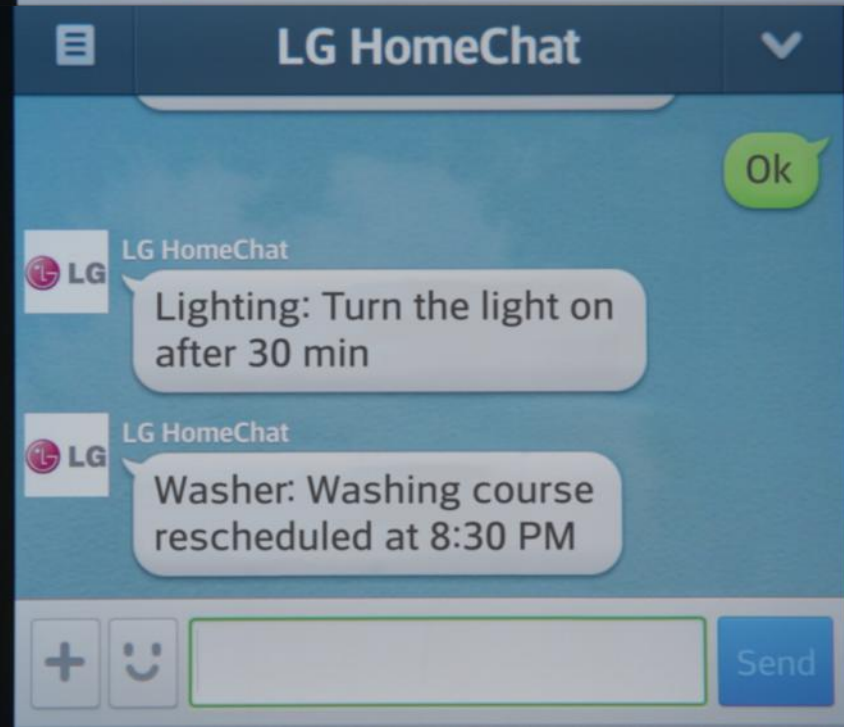 LG HomeChat
Ok
LG HomeChat
LG
Lighting: Turn the light on
after 30 min
LG HomeChat
LG
Washer: Washing course
rescheduled at 8:30 PM
Send